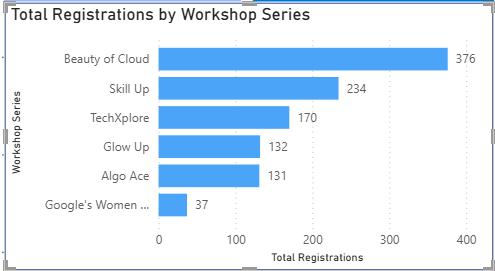 Total Registrations by Workshop Series
Beauty of Cloud 376
Skill Up 234
TechXplore 170
Glow Up 132
Algo Ace 131
Google's Women ... 37
Workshop Series
0 100 200 300 400
Total Registrations